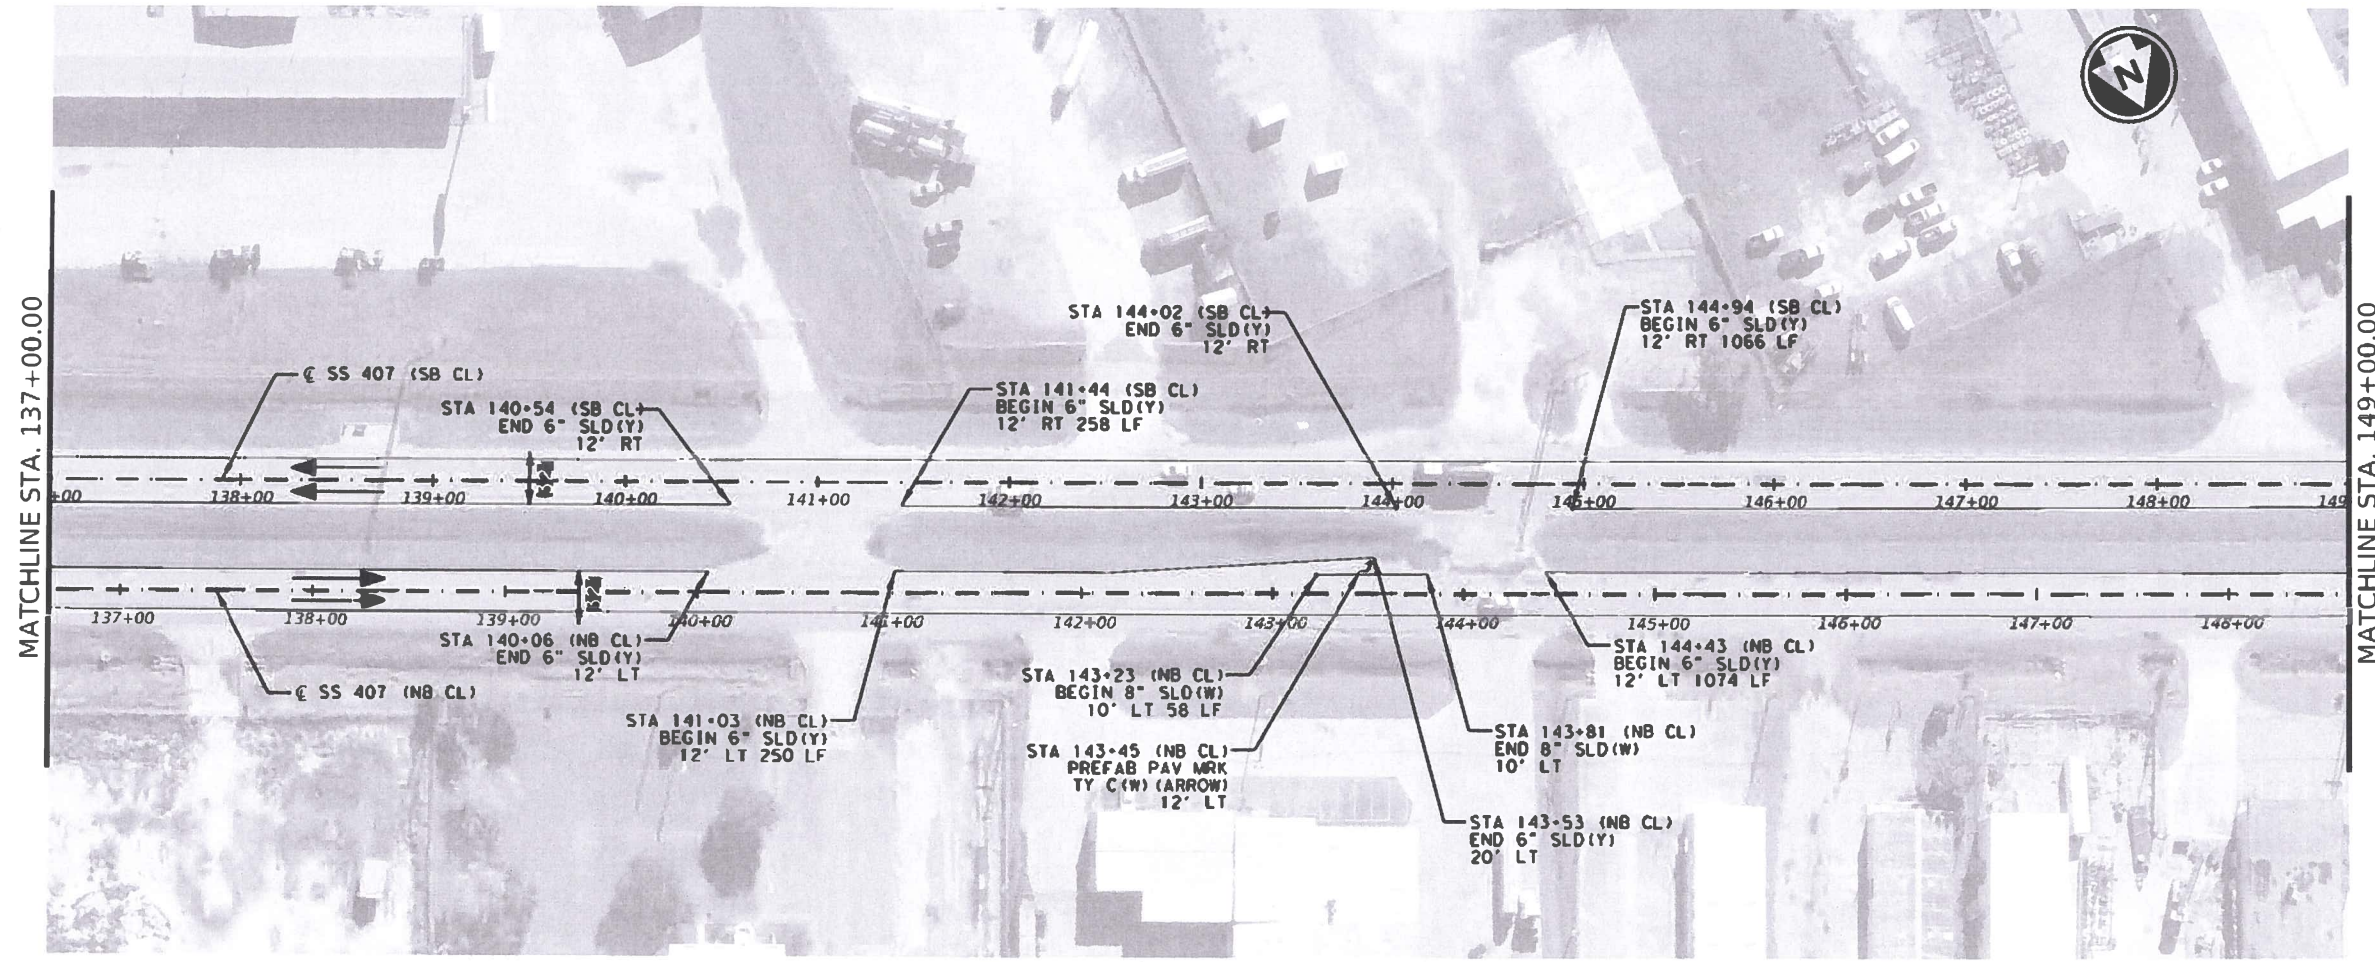 N
MATCHLINE STA. 137+00.00
MATCHLINE STA. 149+00.00
STA 144+02 (SB CL)
END 6" SLD(Y)
12' RT
STA 144+94 (SB CL)
BEGIN 6" SLD(Y)
12' RT 1066 LF
℄ SS 407 (SB CL)
STA 140+54 (SB CL)
END 6" SLD(Y)
12' RT
STA 141+44 (SB CL)
BEGIN 6" SLD(Y)
12' RT 258 LF
+00 138+00 139+00 140+00 141+00 142+00 143+00 144+00 145+00 146+00 147+00 148+00 149
137+00 138+00 139+00 140+00 141+00 142+00 143+00 144+00 145+00 146+00 147+00 148+00
STA 140+06 (NB CL)
END 6" SLD(Y)
12' LT
℄ SS 407 (NB CL)
STA 141+03 (NB CL)
BEGIN 6" SLD(Y)
12' LT 250 LF
STA 143+23 (NB CL)
BEGIN 8" SLD(W)
10' LT 58 LF
STA 143+45 (NB CL)
PREFAB PAV MRK
TY C(W)(ARROW)
12' LT
STA 144+43 (NB CL)
BEGIN 6" SLD(Y)
12' LT 1074 LF
STA 143+81 (NB CL)
END 8" SLD(W)
10' LT
STA 143+53 (NB CL)
END 6" SLD(Y)
20' LT